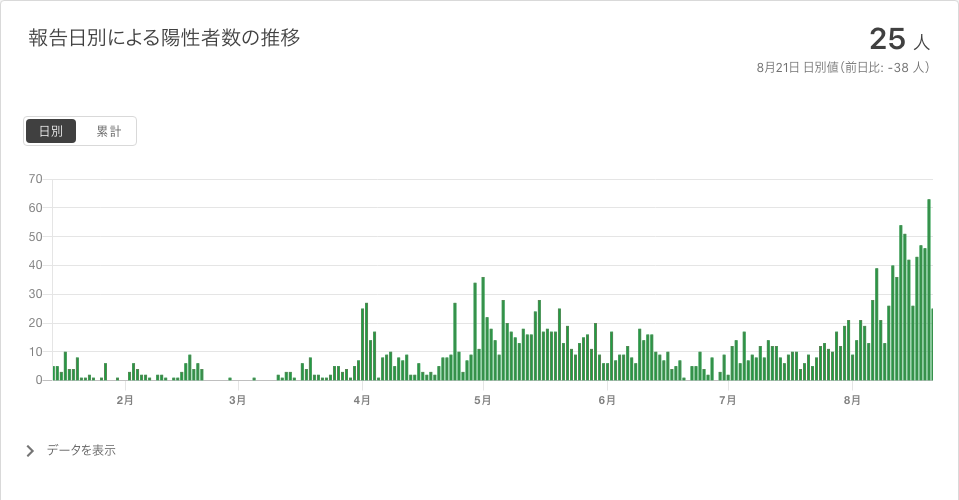 報告日別による陽性者数の推移
25 人
8月21日 日別値（前日比: -38 人）
日別 累計
70
60
50
40
30
20
10
0
2月 3月 4月 5月 6月 7月 8月
データを表示